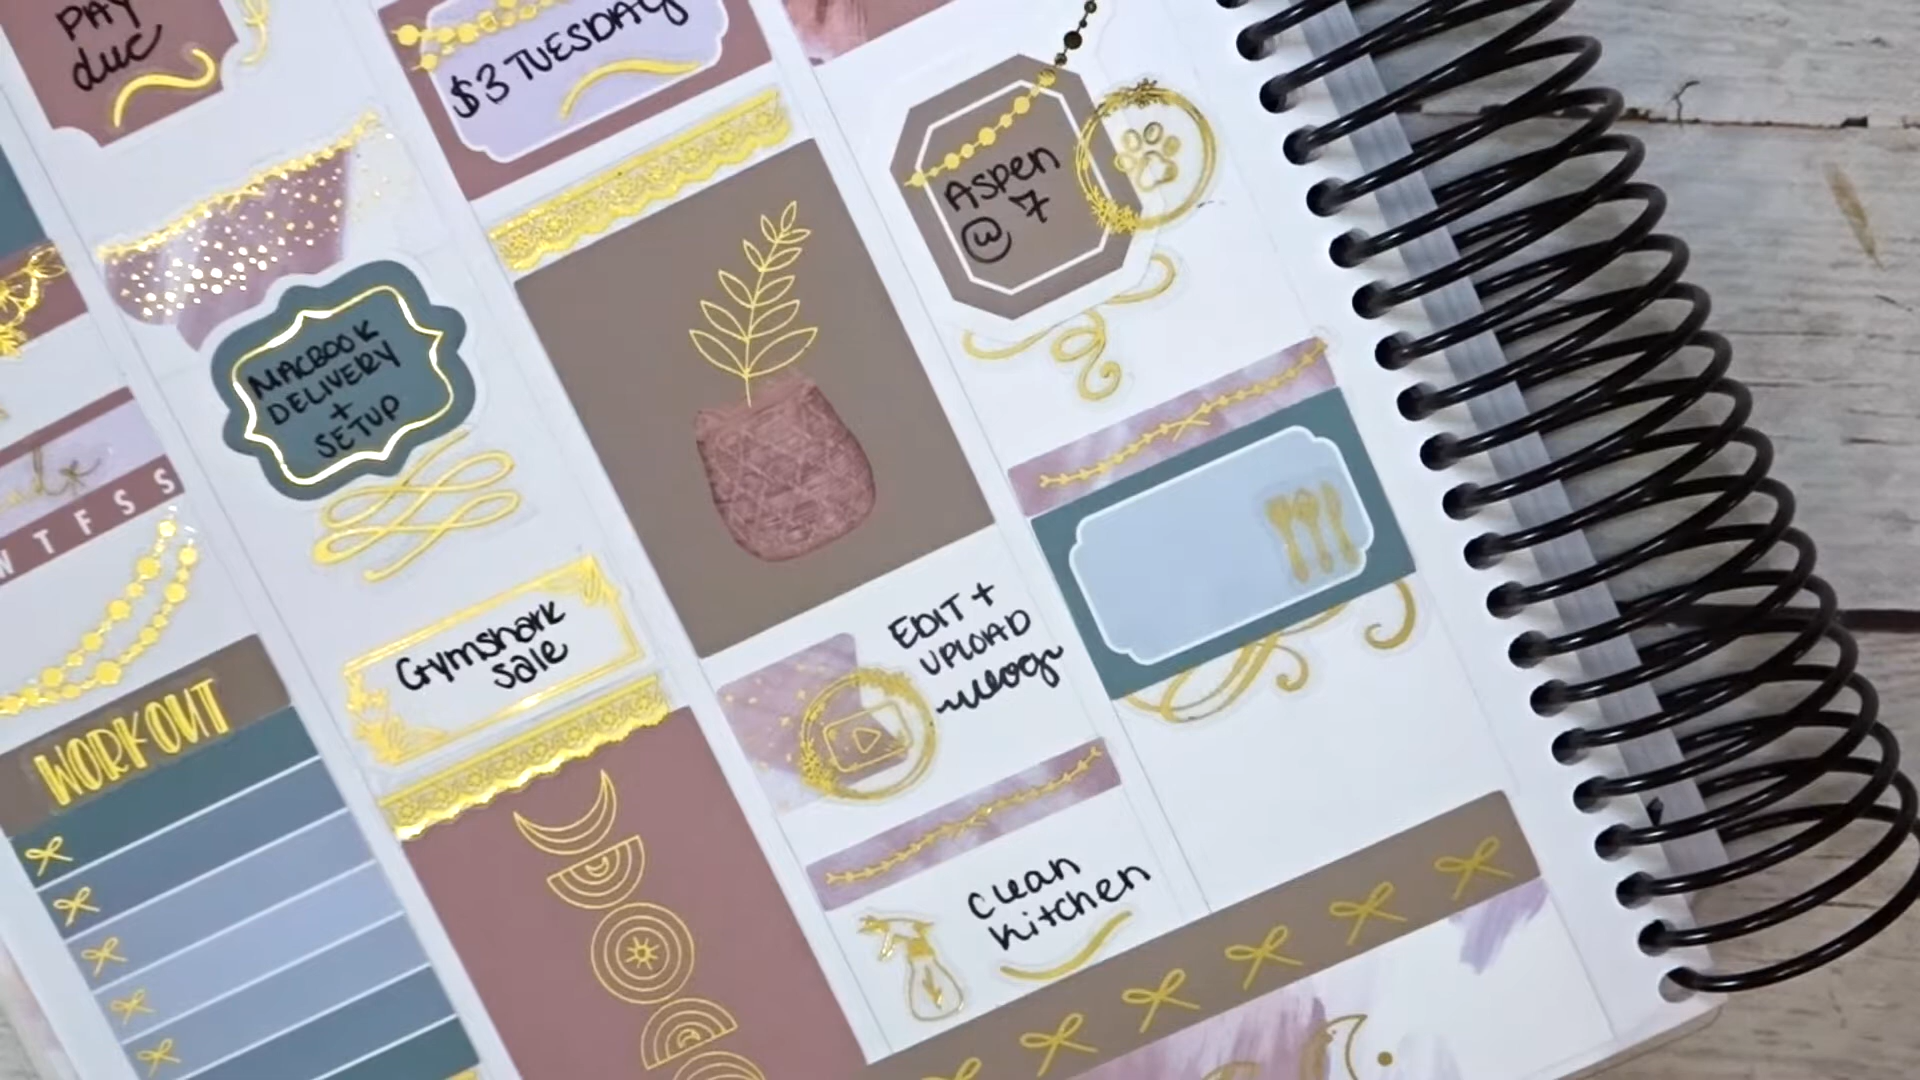 PAY
due
$3 TUESDAY
ASPEN
@ 7
MACBOOK
DELIVERY
+
SETUP
W T F S S
Gymshark
sale
EDIT +
UPLOAD
vlog
WORKOUT
clean
kitchen